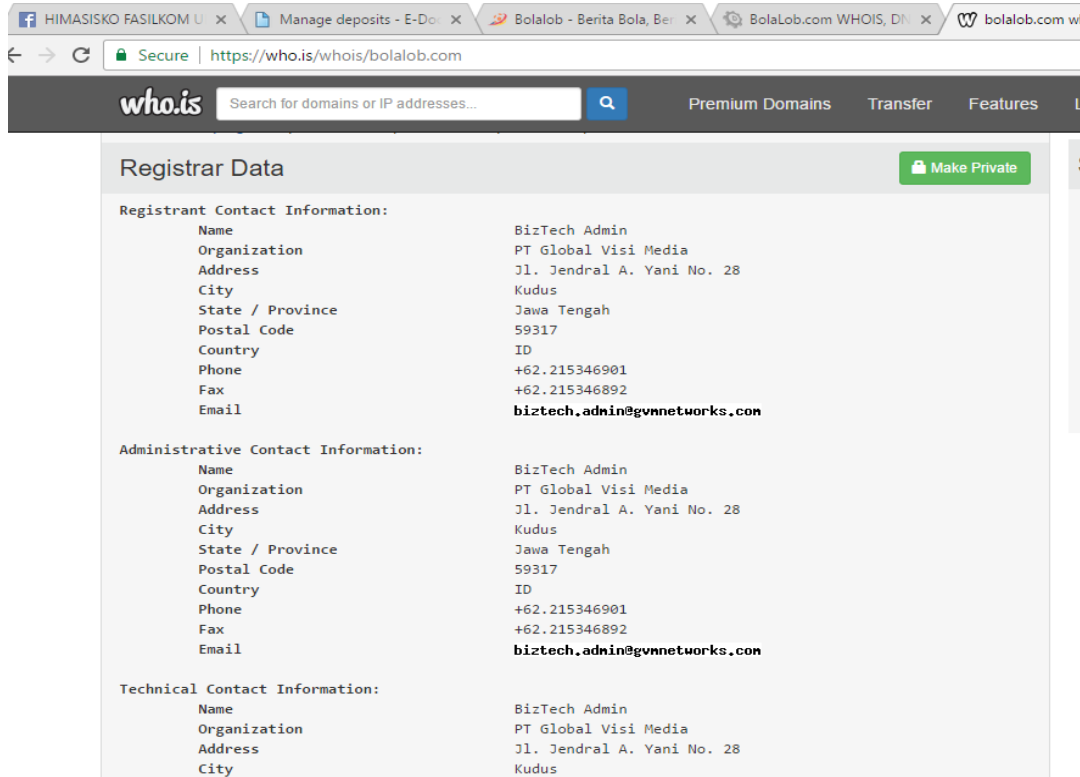 HIMASISKO FASILKOM U
Manage deposits - E-Doc
Bolalob - Berita Bola, Ber
BolaLob.com WHOIS, DN
bolalob.com wh
Secure | https://who.is/whois/bolalob.com
who.is Search for domains or IP addresses... Premium Domains Transfer Features
Registrar Data Make Private
Registrant Contact Information:
Name BizTech Admin
Organization PT Global Visi Media
Address Jl. Jendral A. Yani No. 28
City Kudus
State / Province Jawa Tengah
Postal Code 59317
Country ID
Phone +62.215346901
Fax +62.215346892
Email biztech.admin@gvmnetworks.com
Administrative Contact Information:
Name BizTech Admin
Organization PT Global Visi Media
Address Jl. Jendral A. Yani No. 28
City Kudus
State / Province Jawa Tengah
Postal Code 59317
Country ID
Phone +62.215346901
Fax +62.215346892
Email biztech.admin@gvmnetworks.com
Technical Contact Information:
Name BizTech Admin
Organization PT Global Visi Media
Address Jl. Jendral A. Yani No. 28
City Kudus